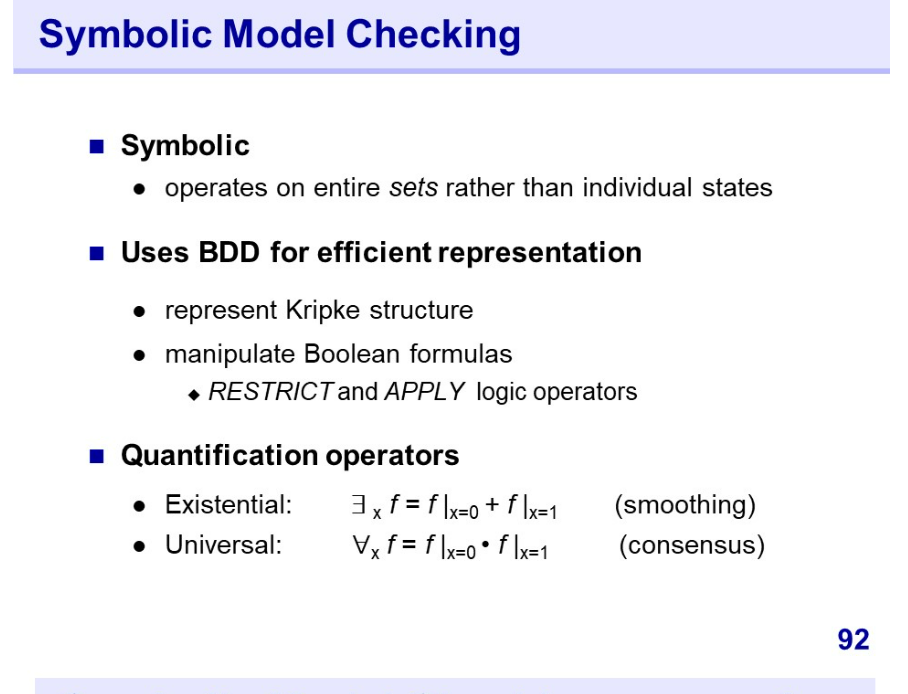 Symbolic Model Checking
■ Symbolic
● operates on entire sets rather than individual states
■ Uses BDD for efficient representation
● represent Kripke structure
● manipulate Boolean formulas
◆ RESTRICT and APPLY logic operators
■ Quantification operators
● Existential: ∃ₓ f = f |ₓ₌₀ + f |ₓ₌₁ (smoothing)
● Universal: ∀ₓ f = f |ₓ₌₀ • f |ₓ₌₁ (consensus)
92